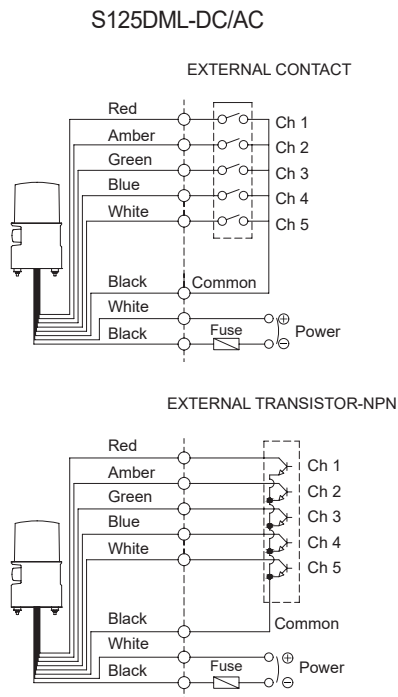 S125DML-DC/AC
EXTERNAL CONTACT
Red
Ch 1
Amber
Ch 2
Green
Ch 3
Blue
Ch 4
White
Ch 5
Black Common
White
⊕
Fuse Power
Black
⊖
EXTERNAL TRANSISTOR-NPN
Red
Ch 1
Amber
Ch 2
Green
Ch 3
Blue
Ch 4
White
Ch 5
Black Common
White
⊕
Fuse Power
Black
⊖